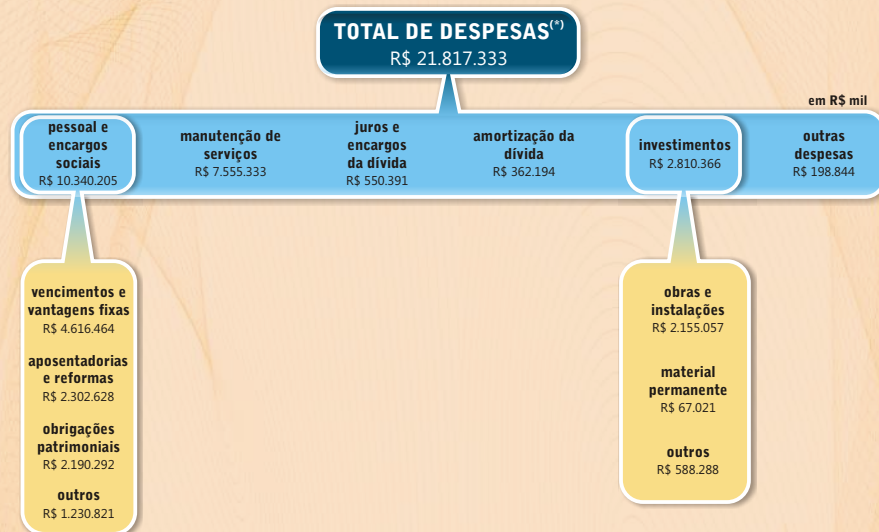 TOTAL DE DESPESAS(*)
R$ 21.817.333
em R$ mil
pessoal e
encargos
sociais
R$ 10.340.205
manutenção de
serviços
R$ 7.555.333
juros e
encargos
da dívida
R$ 550.391
amortização da
dívida
R$ 362.194
investimentos
R$ 2.810.366
outras
despesas
R$ 198.844
vencimentos e
vantagens fixas
R$ 4.616.464
aposentadorias
e reformas
R$ 2.302.628
obrigações
patrimoniais
R$ 2.190.292
outros
R$ 1.230.821
obras e
instalações
R$ 2.155.057
material
permanente
R$ 67.021
outros
R$ 588.288